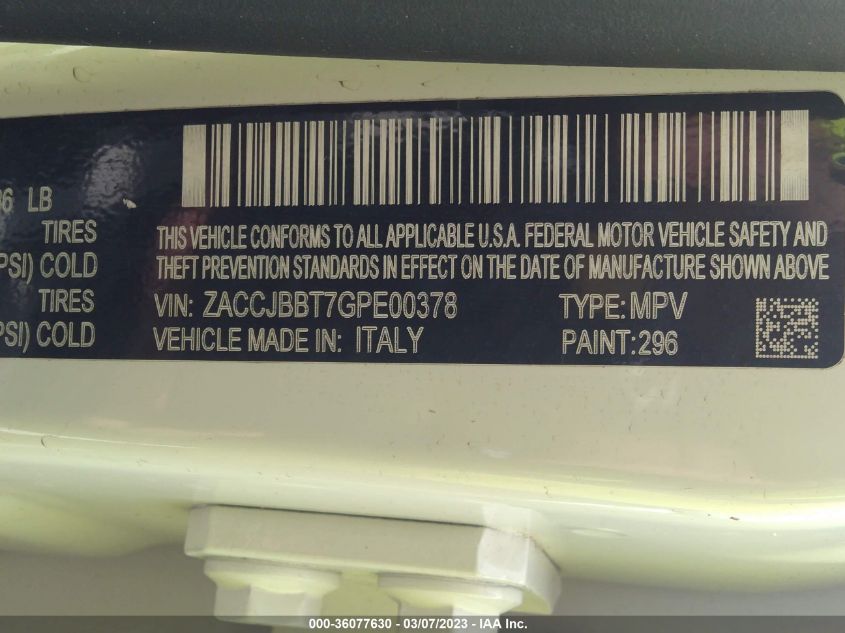 06 LB
TIRES
PSI) COLD
TIRES
PSI) COLD
THIS VEHICLE CONFORMS TO ALL APPLICABLE U.S.A. FEDERAL MOTOR VEHICLE SAFETY AND
THEFT PREVENTION STANDARDS IN EFFECT ON THE DATE OF MANUFACTURE SHOWN ABOVE
VIN: ZACCJBBT7GPE00378 TYPE: MPV
VEHICLE MADE IN: ITALY PAINT:296
000-36077630 - 03/07/2023 - IAA Inc.